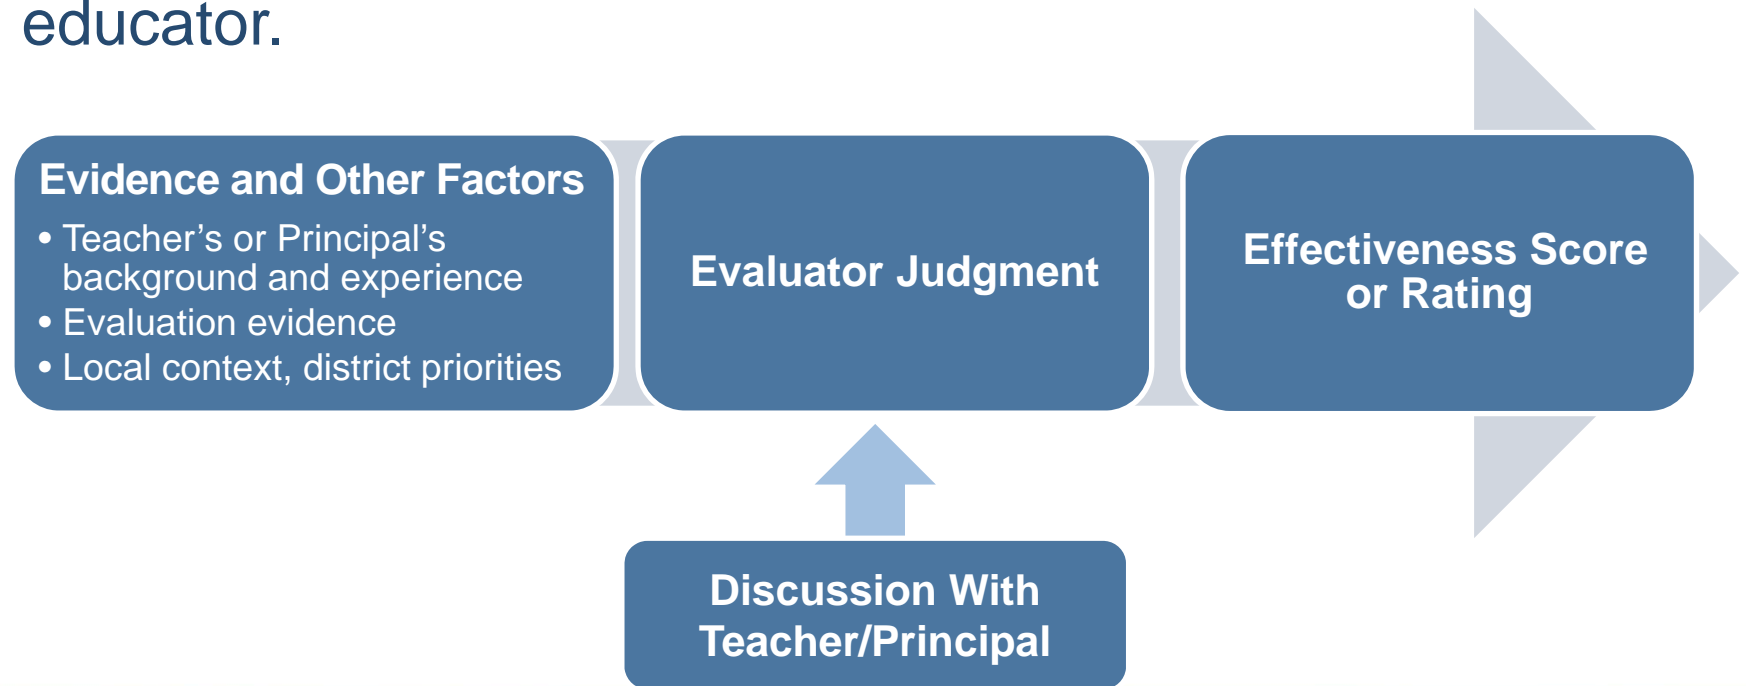 educator.
Evidence and Other Factors
• Teacher’s or Principal’s
background and experience
• Evaluation evidence
• Local context, district priorities
Evaluator Judgment
Effectiveness Score
or Rating
Discussion With
Teacher/Principal